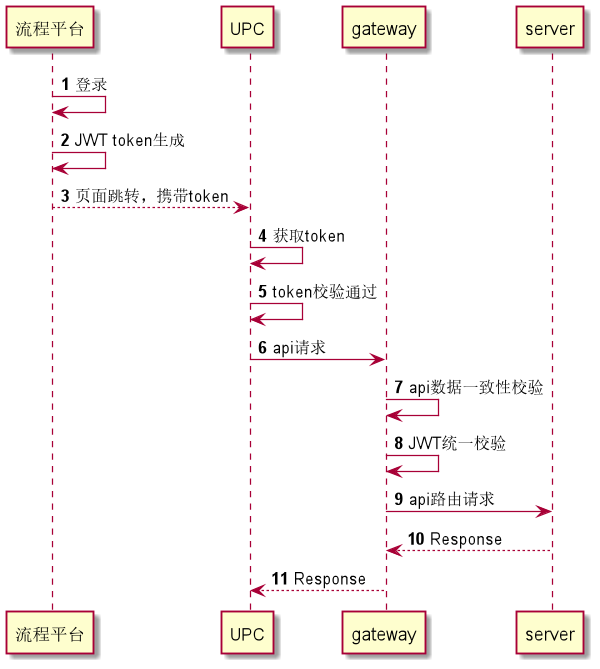 流程平台 UPC gateway server
1 登录
2 JWT token生成
3 页面跳转，携带token
4 获取token
5 token校验通过
6 api请求
7 api数据一致性校验
8 JWT统一校验
9 api路由请求
10 Response
11 Response
流程平台 UPC gateway server